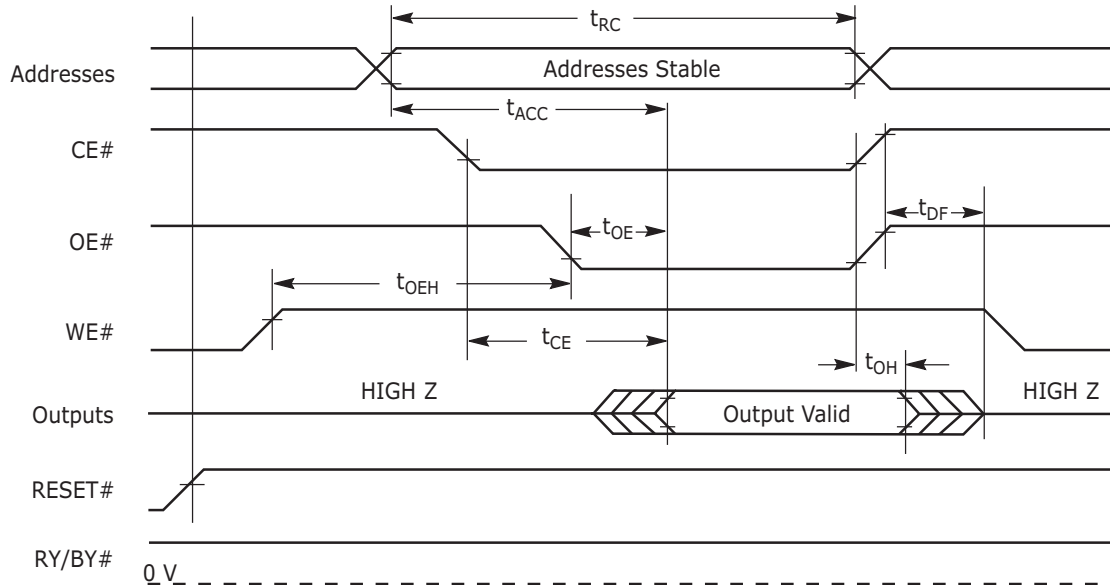 tRC
Addresses
Addresses Stable
tACC
CE#
tDF
OE#
tOE
tOEH
WE#
tCE
tOH
HIGH Z
HIGH Z
Outputs
Output Valid
RESET#
RY/BY#
0 V